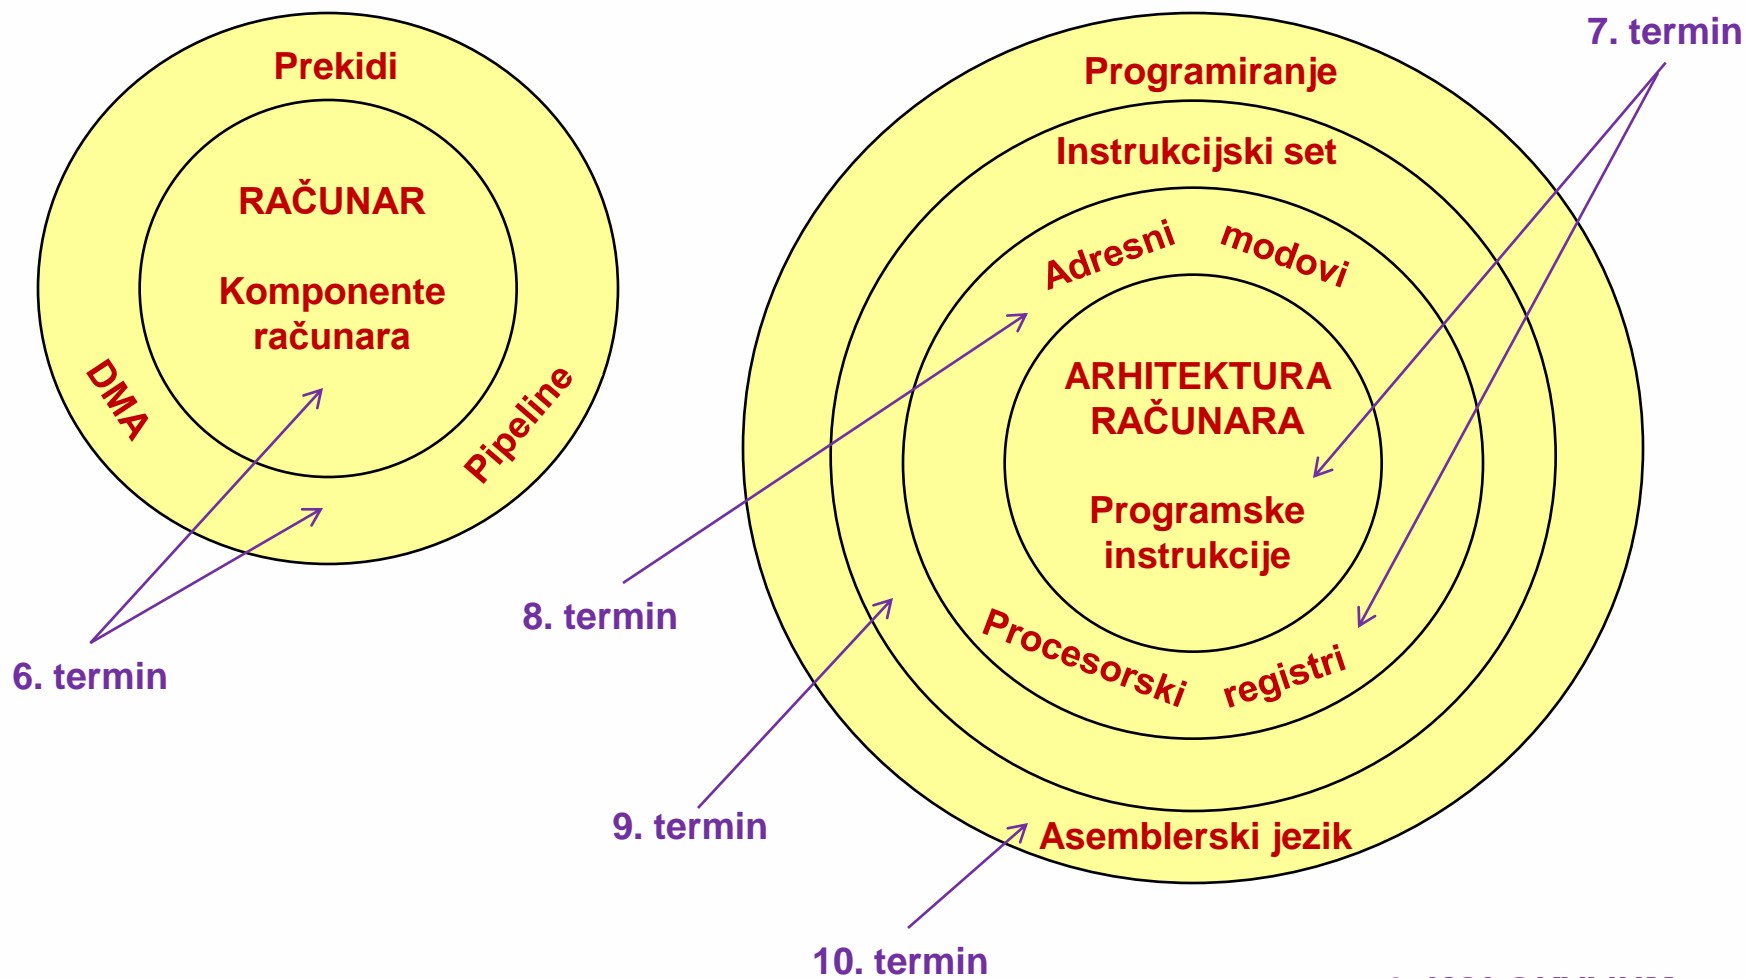 Prekidi
RAČUNAR
Komponente
računara
DMA
Pipeline
6. termin
7. termin
Programiranje
Instrukcijski set
Adresni modovi
ARHITEKTURA
RAČUNARA
Programske
instrukcije
Procesorski registri
8. termin
9. termin
Asemblerski jezik
10. termin